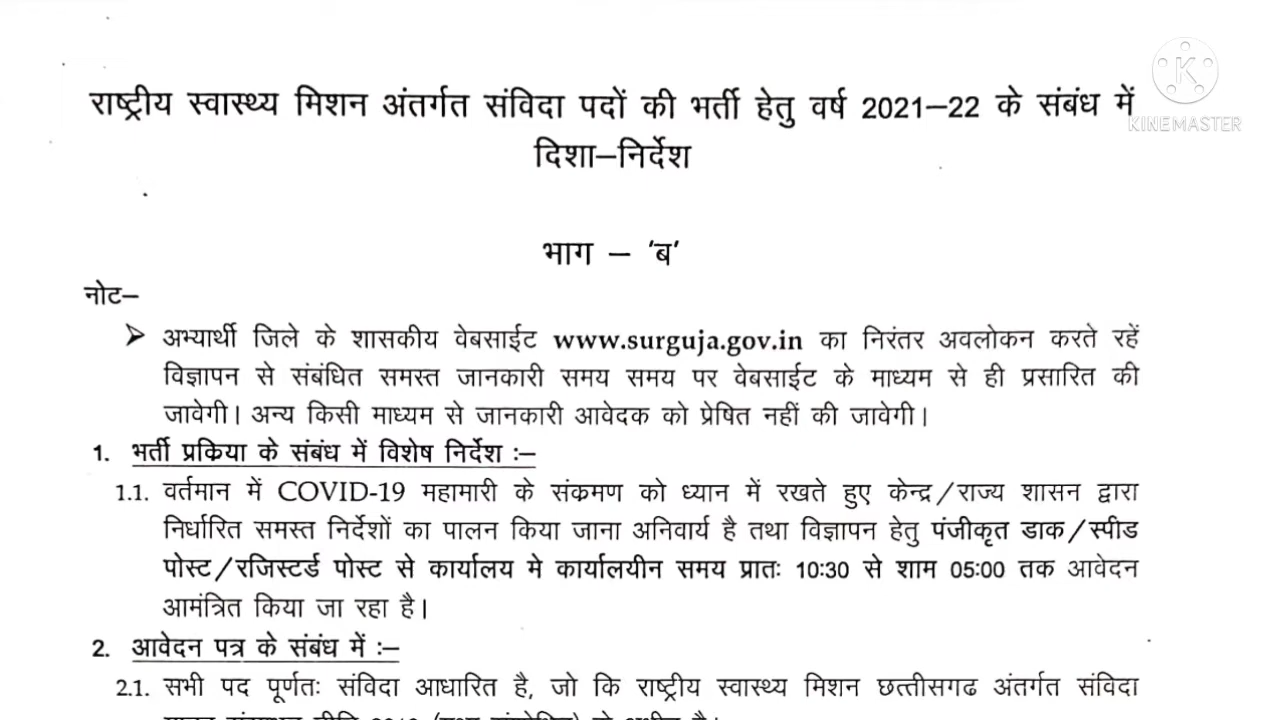 राष्ट्रीय स्वास्थ्य मिशन अंतर्गत संविदा पदों की भर्ती हेतु वर्ष 2021–22 के संबंध में
दिशा–निर्देश
KINEMASTER
भाग – 'ब'
नोट–
➢ अभ्यार्थी जिले के शासकीय वेबसाईट www.surguja.gov.in का निरंतर अवलोकन करते रहें
विज्ञापन से संबंधित समस्त जानकारी समय समय पर वेबसाईट के माध्यम से ही प्रसारित की
जावेगी। अन्य किसी माध्यम से जानकारी आवेदक को प्रेषित नहीं की जावेगी।
1. भर्ती प्रकिया के संबंध में विशेष निर्देश :–
1.1. वर्तमान में COVID-19 महामारी के संक्रमण को ध्यान में रखते हुए केन्द्र/राज्य शासन द्वारा
निर्धारित समस्त निर्देशों का पालन किया जाना अनिवार्य है तथा विज्ञापन हेतु पंजीकृत डाक/स्पीड
पोस्ट/रजिस्टर्ड पोस्ट से कार्यालय मे कार्यालयीन समय प्रातः 10:30 से शाम 05:00 तक आवेदन
आमंत्रित किया जा रहा है।
2. आवेदन पत्र के संबंध में :–
2.1. सभी पद पूर्णतः संविदा आधारित है, जो कि राष्ट्रीय स्वास्थ्य मिशन छत्तीसगढ अंतर्गत संविदा